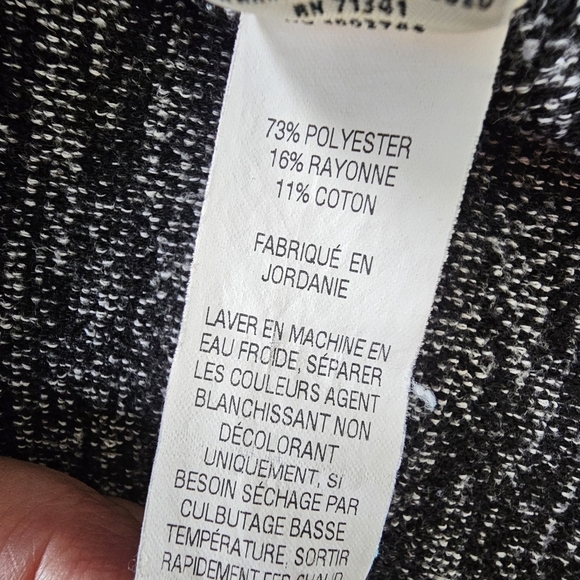 RN 71341
73% POLYESTER
16% RAYONNE
11% COTON
FABRIQUÉ EN
JORDANIE
LAVER EN MACHINE EN
EAU FROIDE, SÉPARER
LES COULEURS AGENT
BLANCHISSANT NON
DÉCOLORANT
UNIQUEMENT, SI
BESOIN SÉCHAGE PAR
CULBUTAGE BASSE
TEMPÉRATURE, SORTIR
RAPIDEMENT